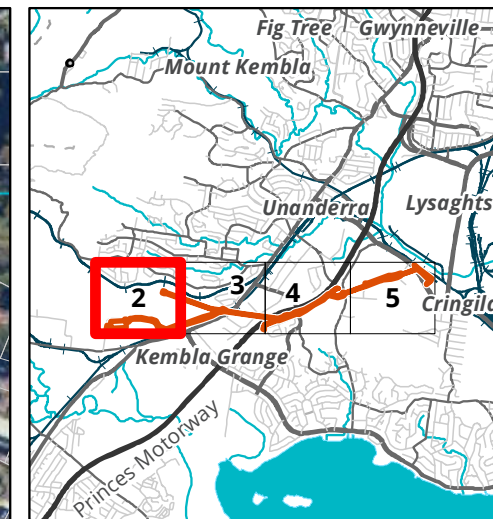 Fig Tree
Gwynneville
Mount Kembla
Unanderra
Lysaghts
2
3
4
5
Cringila
Kembla Grange
Princes Motorway